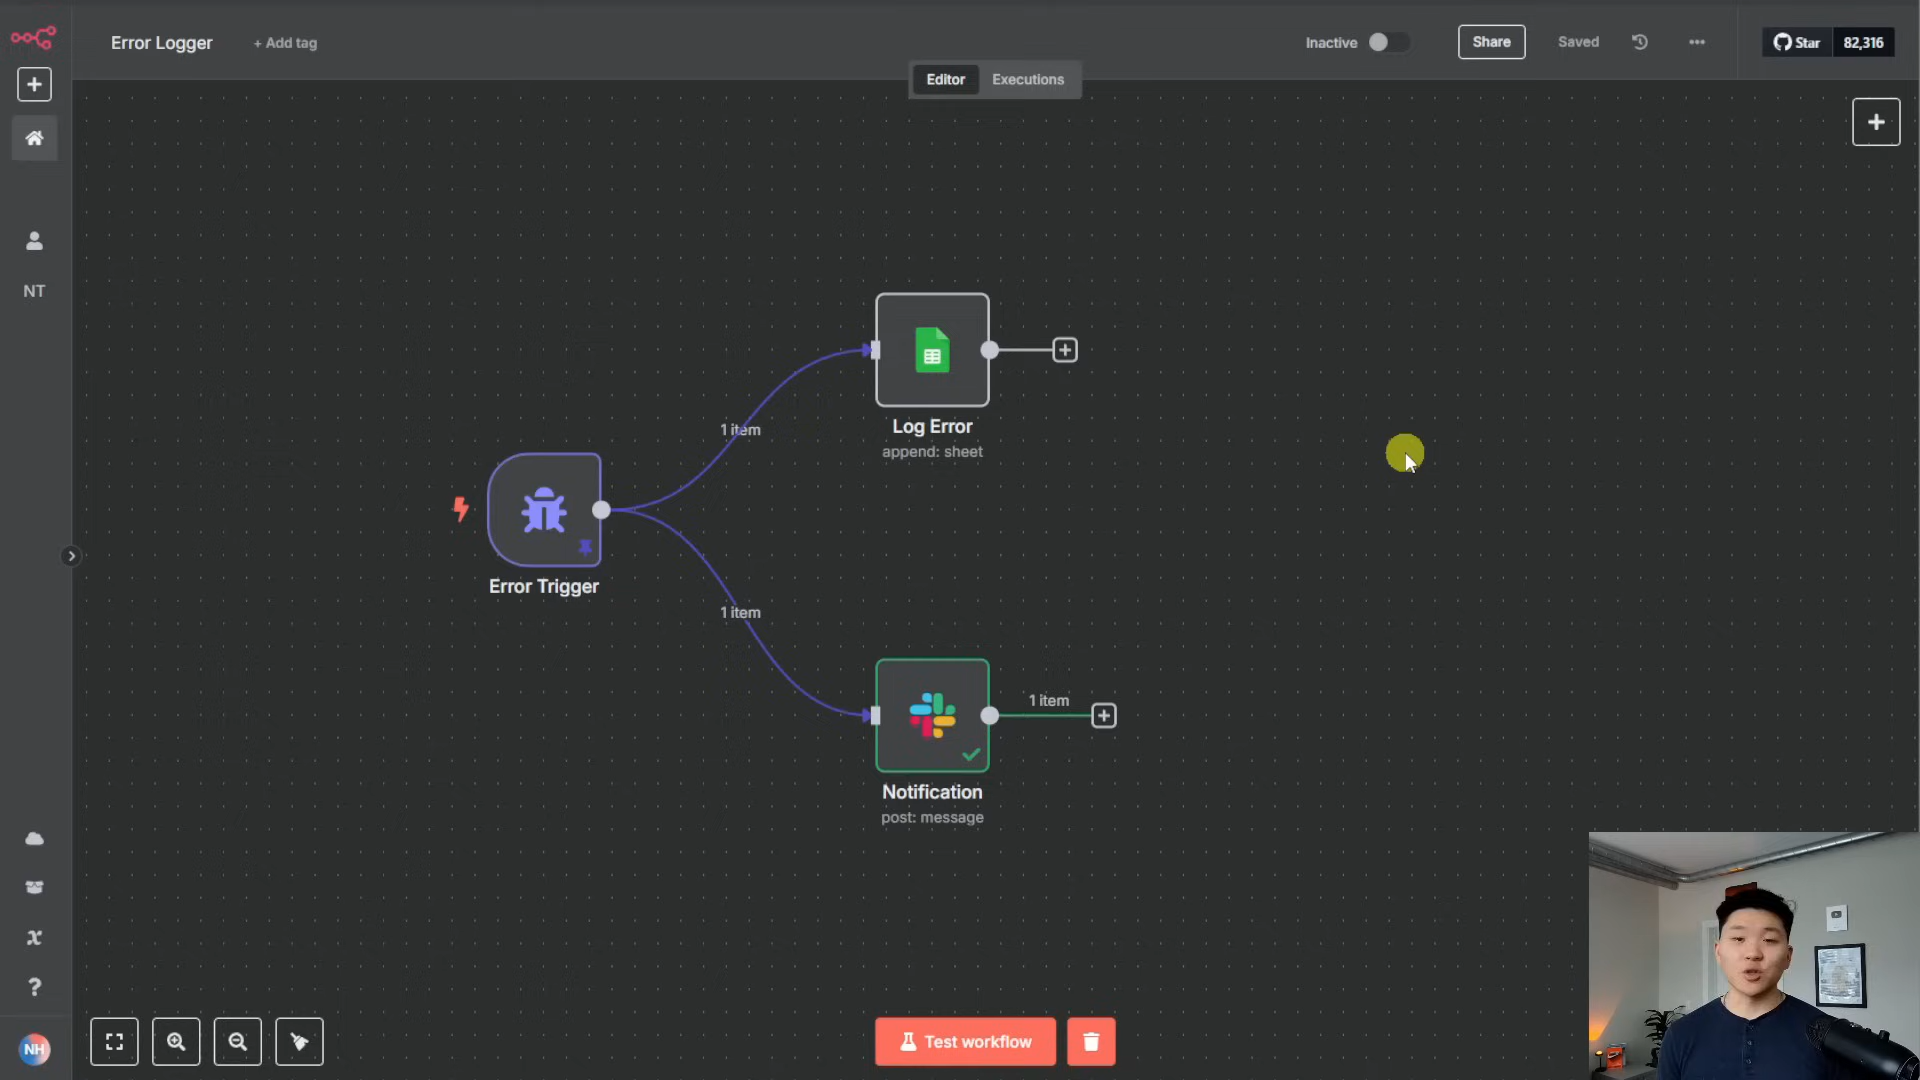 Error Logger
+ Add tag
Inactive
Share
Saved
Star
82,316
Editor
Executions
NT
1 item
Log Error
append: sheet
Error Trigger
1 item
1 item
Notification
post: message
?
NH
Test workflow